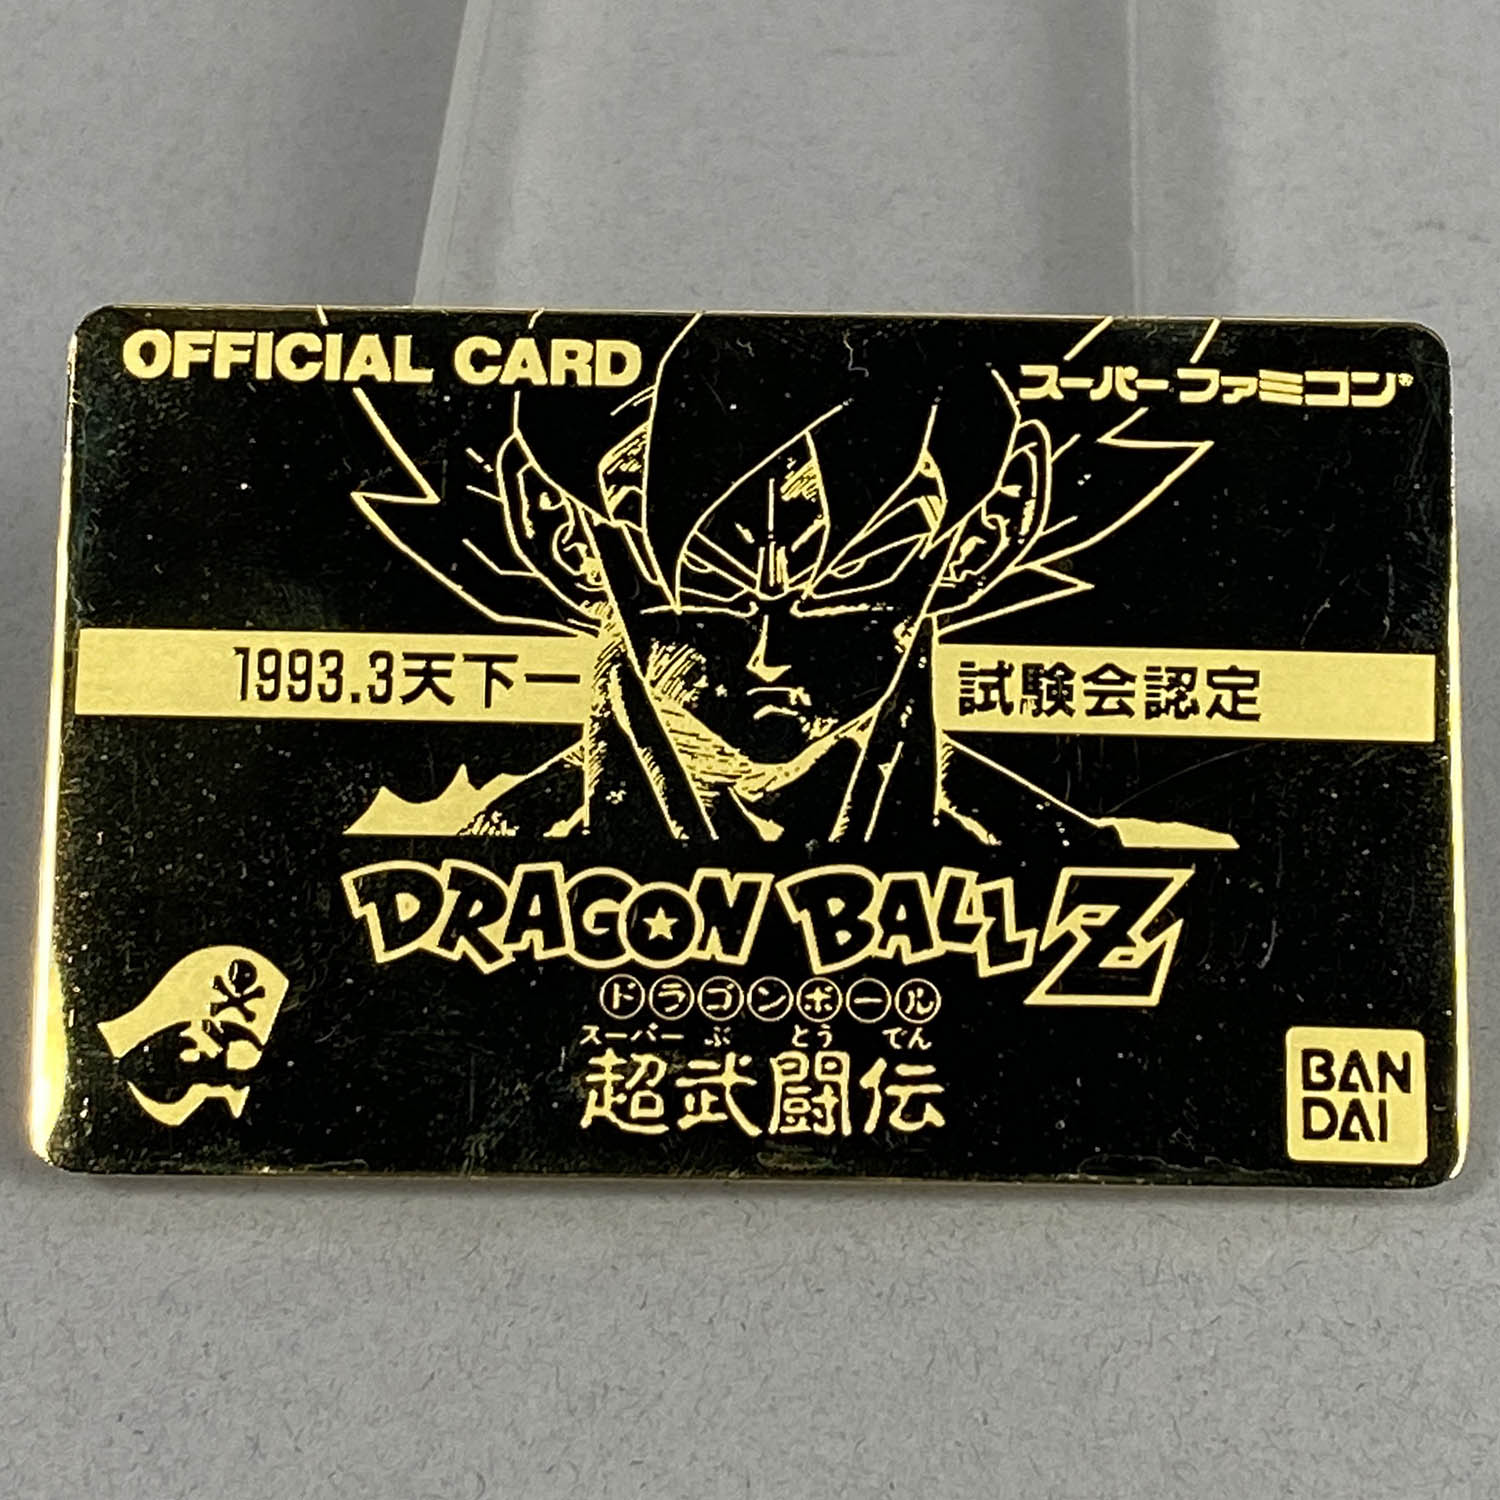 OFFICIAL CARD
スーパーファミコン®
1993.3天下一 試験会認定
DRAGON BALL Z
ドラゴンボール
スーパー ぶ とう でん
超武闘伝
BAN
DAI